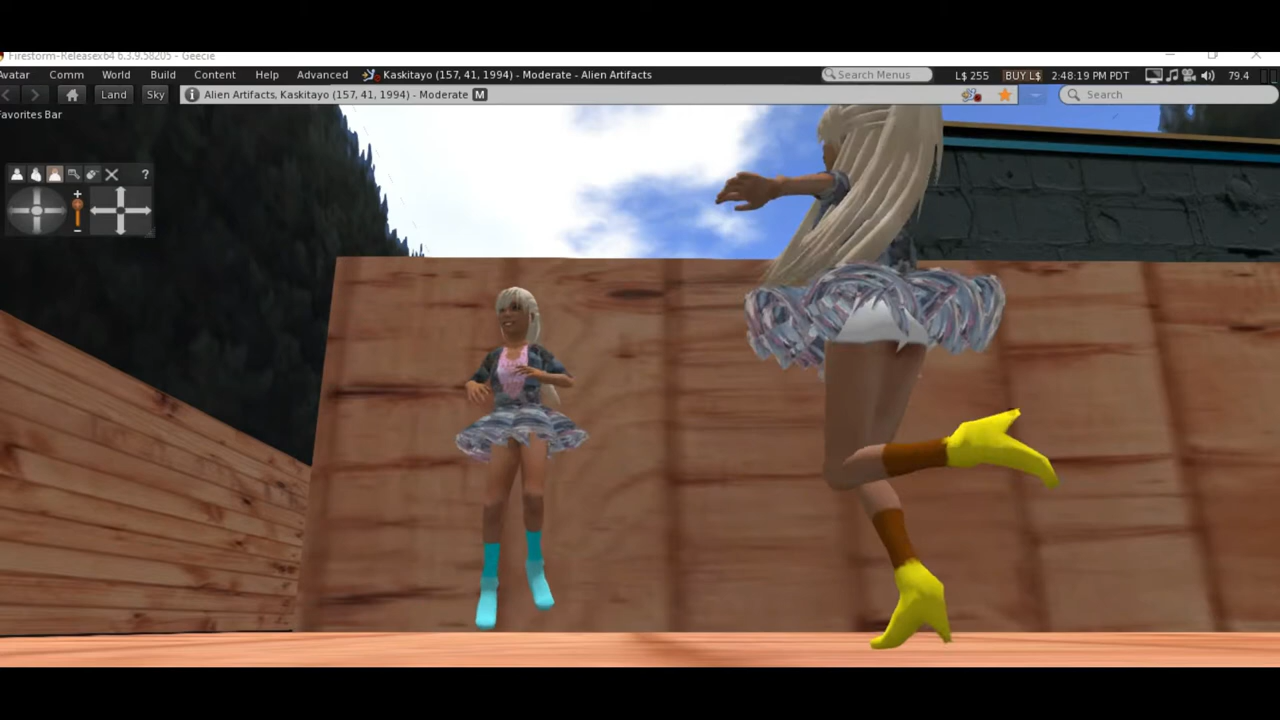 Firestorm-Releasex64 6.3.9.58205 - Geecie
Avatar Comm World Build Content Help Advanced Kaskitayo (157, 41, 1994) - Moderate - Alien Artifacts Search Menus L$ 255 BUY L$ 2:48:19 PM PDT 79.4
Land Sky Alien Artifacts, Kaskitayo (157, 41, 1994) - Moderate M Search
Favorites Bar
?